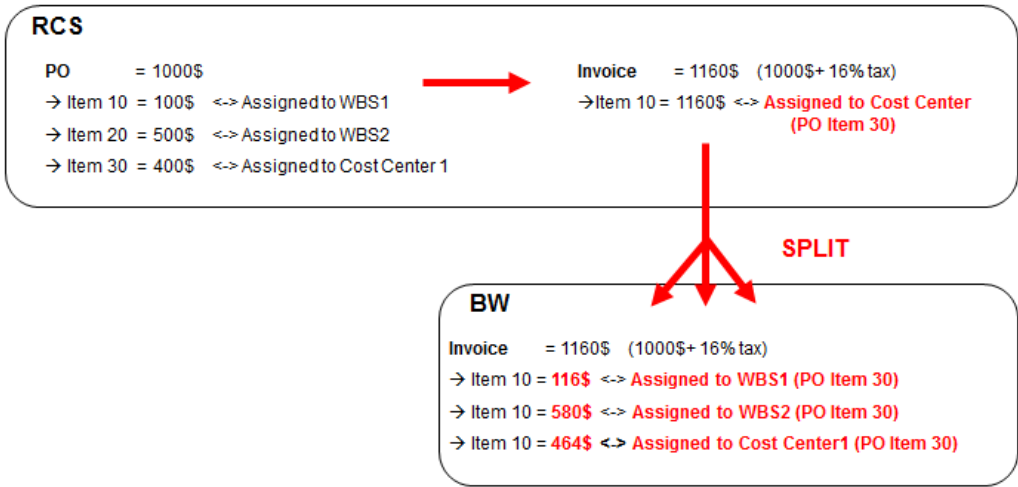 RCS
PO = 1000$
→ Item 10 = 100$ <-> Assigned to WBS1
→ Item 20 = 500$ <-> Assigned to WBS2
→ Item 30 = 400$ <-> Assigned to Cost Center 1
Invoice = 1160$ (1000$+ 16% tax)
→Item 10 = 1160$ <-> Assigned to Cost Center
(PO Item 30)
SPLIT
BW
Invoice = 1160$ (1000$+ 16% tax)
→ Item 10 = 116$ <-> Assigned to WBS1 (PO Item 30)
→ Item 10 = 580$ <-> Assigned to WBS2 (PO Item 30)
→ Item 10 = 464$ <-> Assigned to Cost Center1 (PO Item 30)